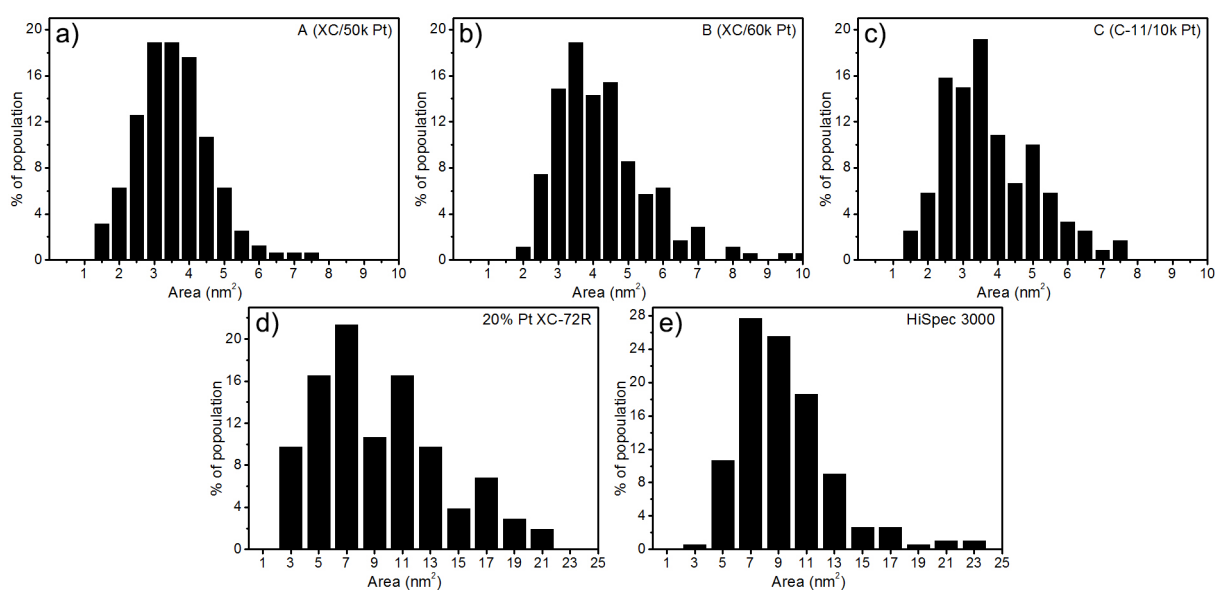 a)
A (XC/50k Pt)
% of popoulation
20
16
12
8
4
0
1 2 3 4 5 6 7 8 9 10
Area (nm²)
b)
B (XC/60k Pt)
% of popoulation
20
16
12
8
4
0
1 2 3 4 5 6 7 8 9 10
Area (nm²)
c)
C (C-11/10k Pt)
% of popoulation
20
16
12
8
4
0
1 2 3 4 5 6 7 8 9 10
Area (nm²)
d)
20% Pt XC-72R
% of popoulation
20
16
12
8
4
0
1 3 5 7 9 11 13 15 17 19 21 23 25
Area (nm²)
e)
HiSpec 3000
% of popoulation
28
24
20
16
12
8
4
0
1 3 5 7 9 11 13 15 17 19 21 23 25
Area (nm²)